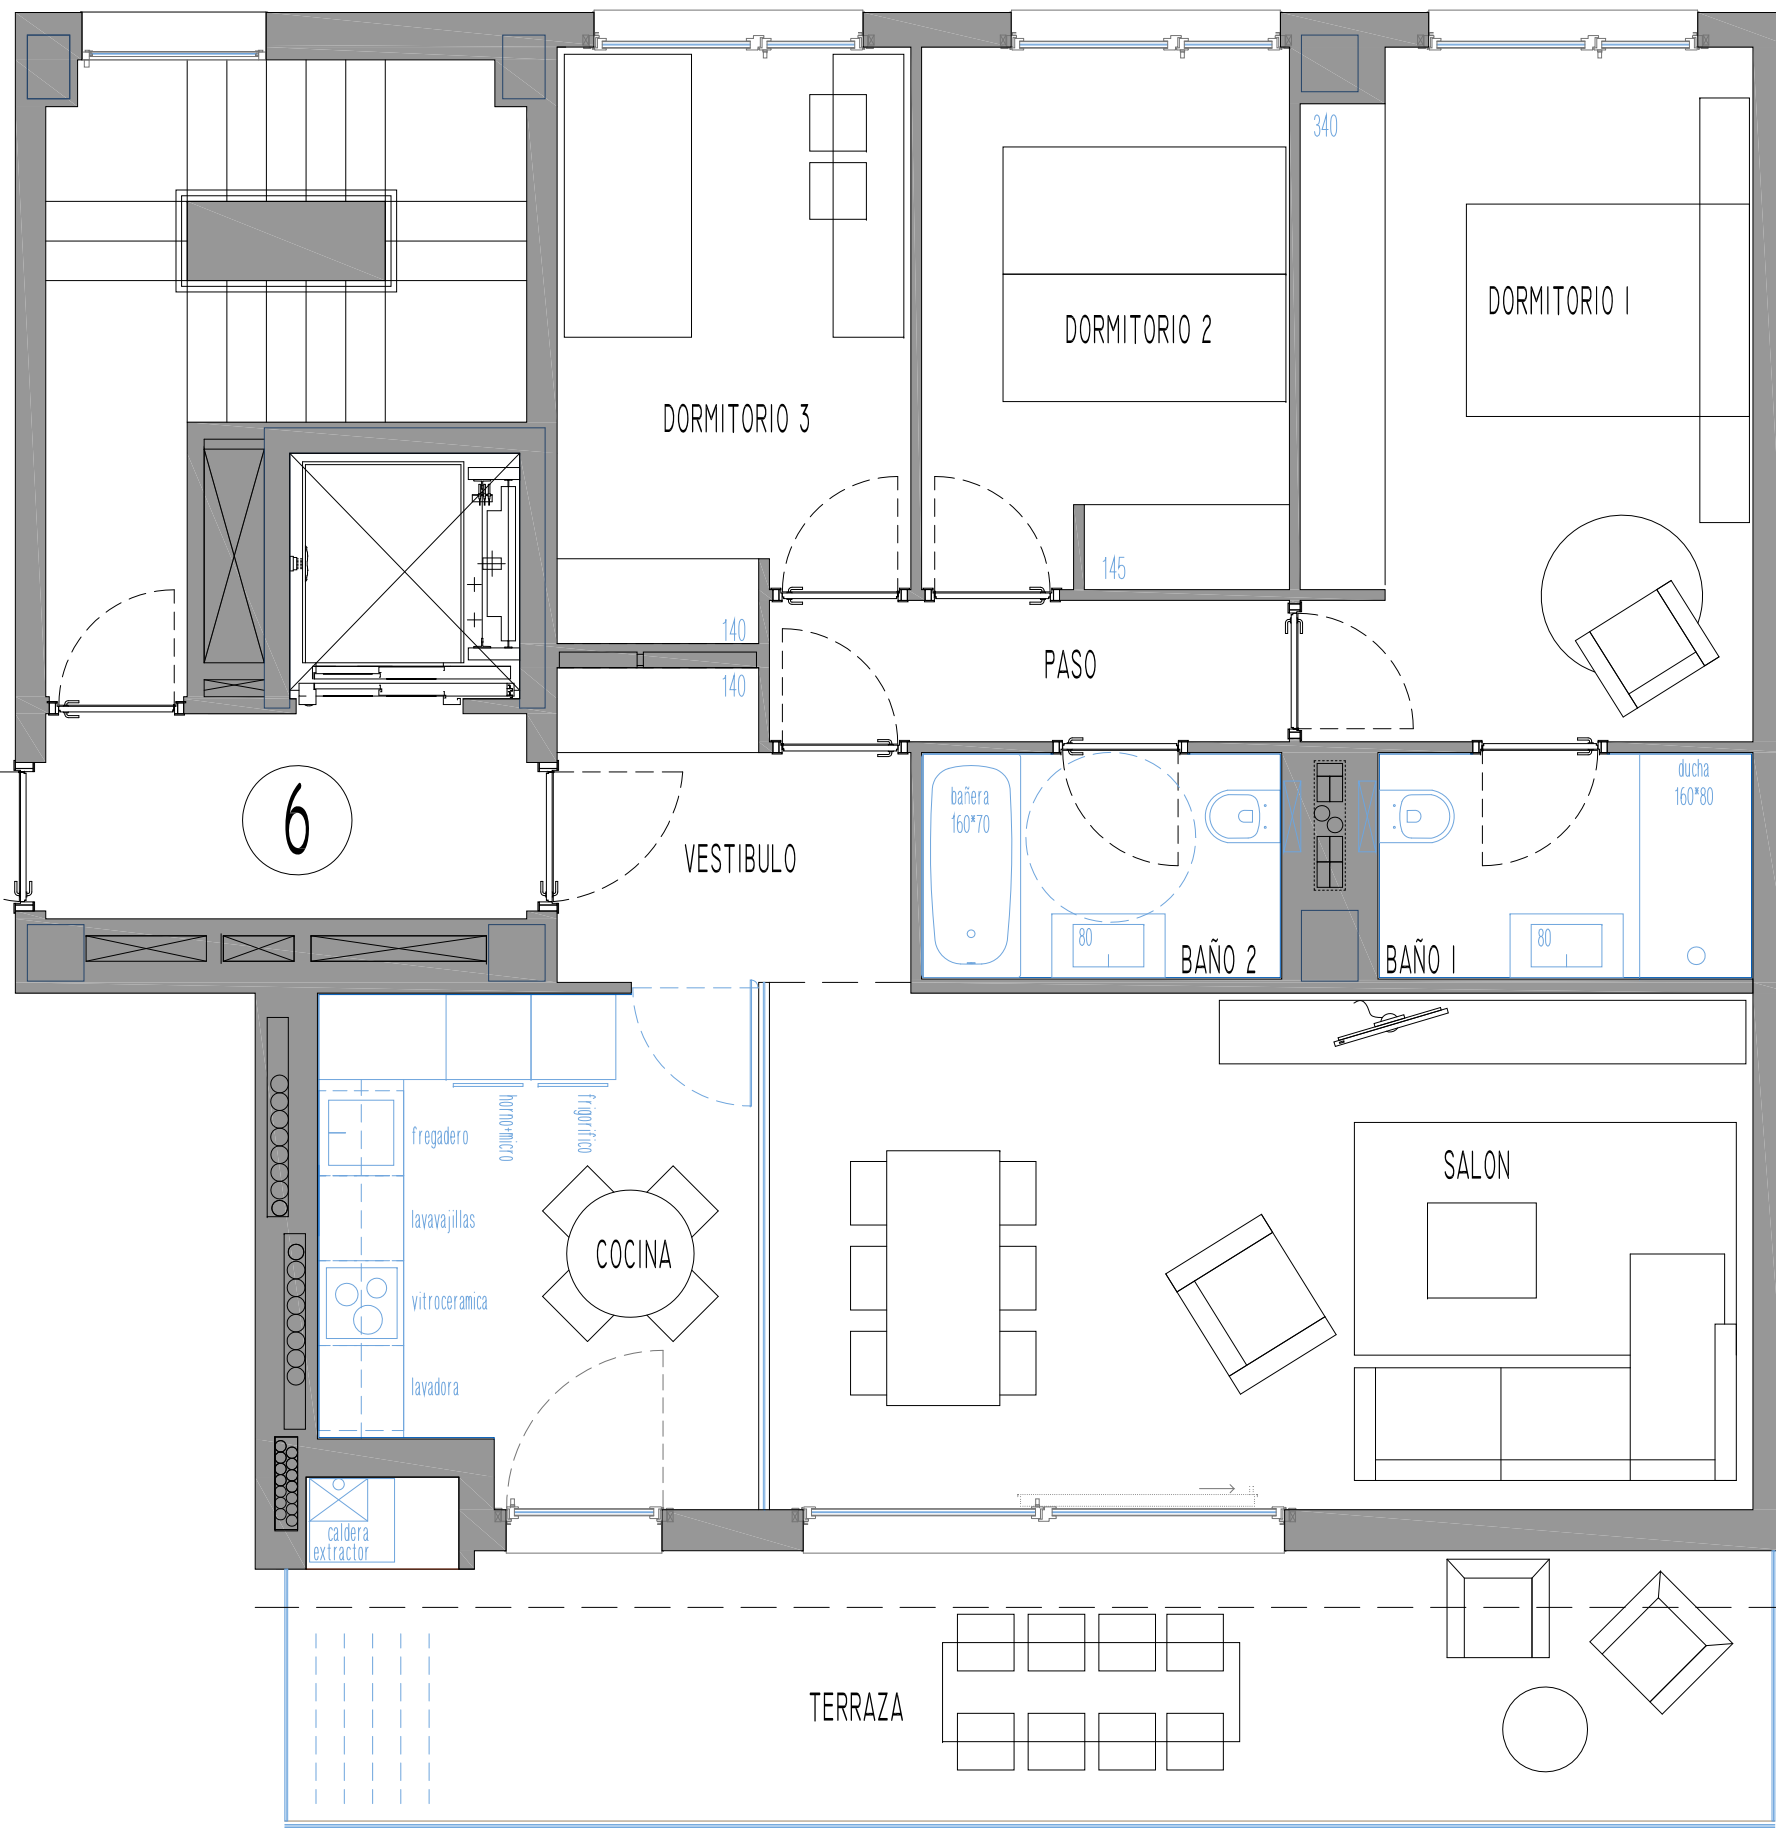 340
DORMITORIO 1
DORMITORIO 2
DORMITORIO 3
145
140
140
PASO
6
VESTIBULO
bañera
160*70
ducha
160*80
80
BAÑO 2
BAÑO 1
80
horno+micro
frigorifico
fregadero
lavavajillas
COCINA
vitroceramica
lavadora
SALON
caldera
extractor
TERRAZA